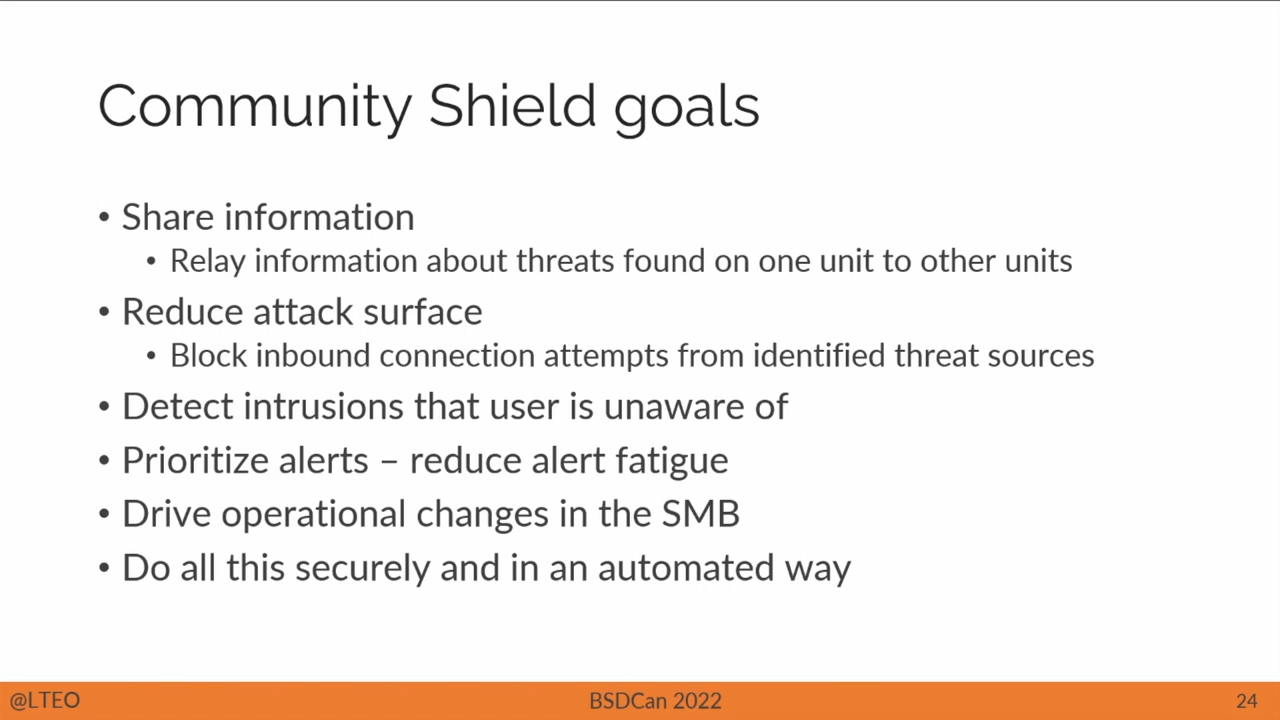 Community Shield goals
• Share information
• Relay information about threats found on one unit to other units
• Reduce attack surface
• Block inbound connection attempts from identified threat sources
• Detect intrusions that user is unaware of
• Prioritize alerts – reduce alert fatigue
• Drive operational changes in the SMB
• Do all this securely and in an automated way
@LTEO BSDCan 2022 24